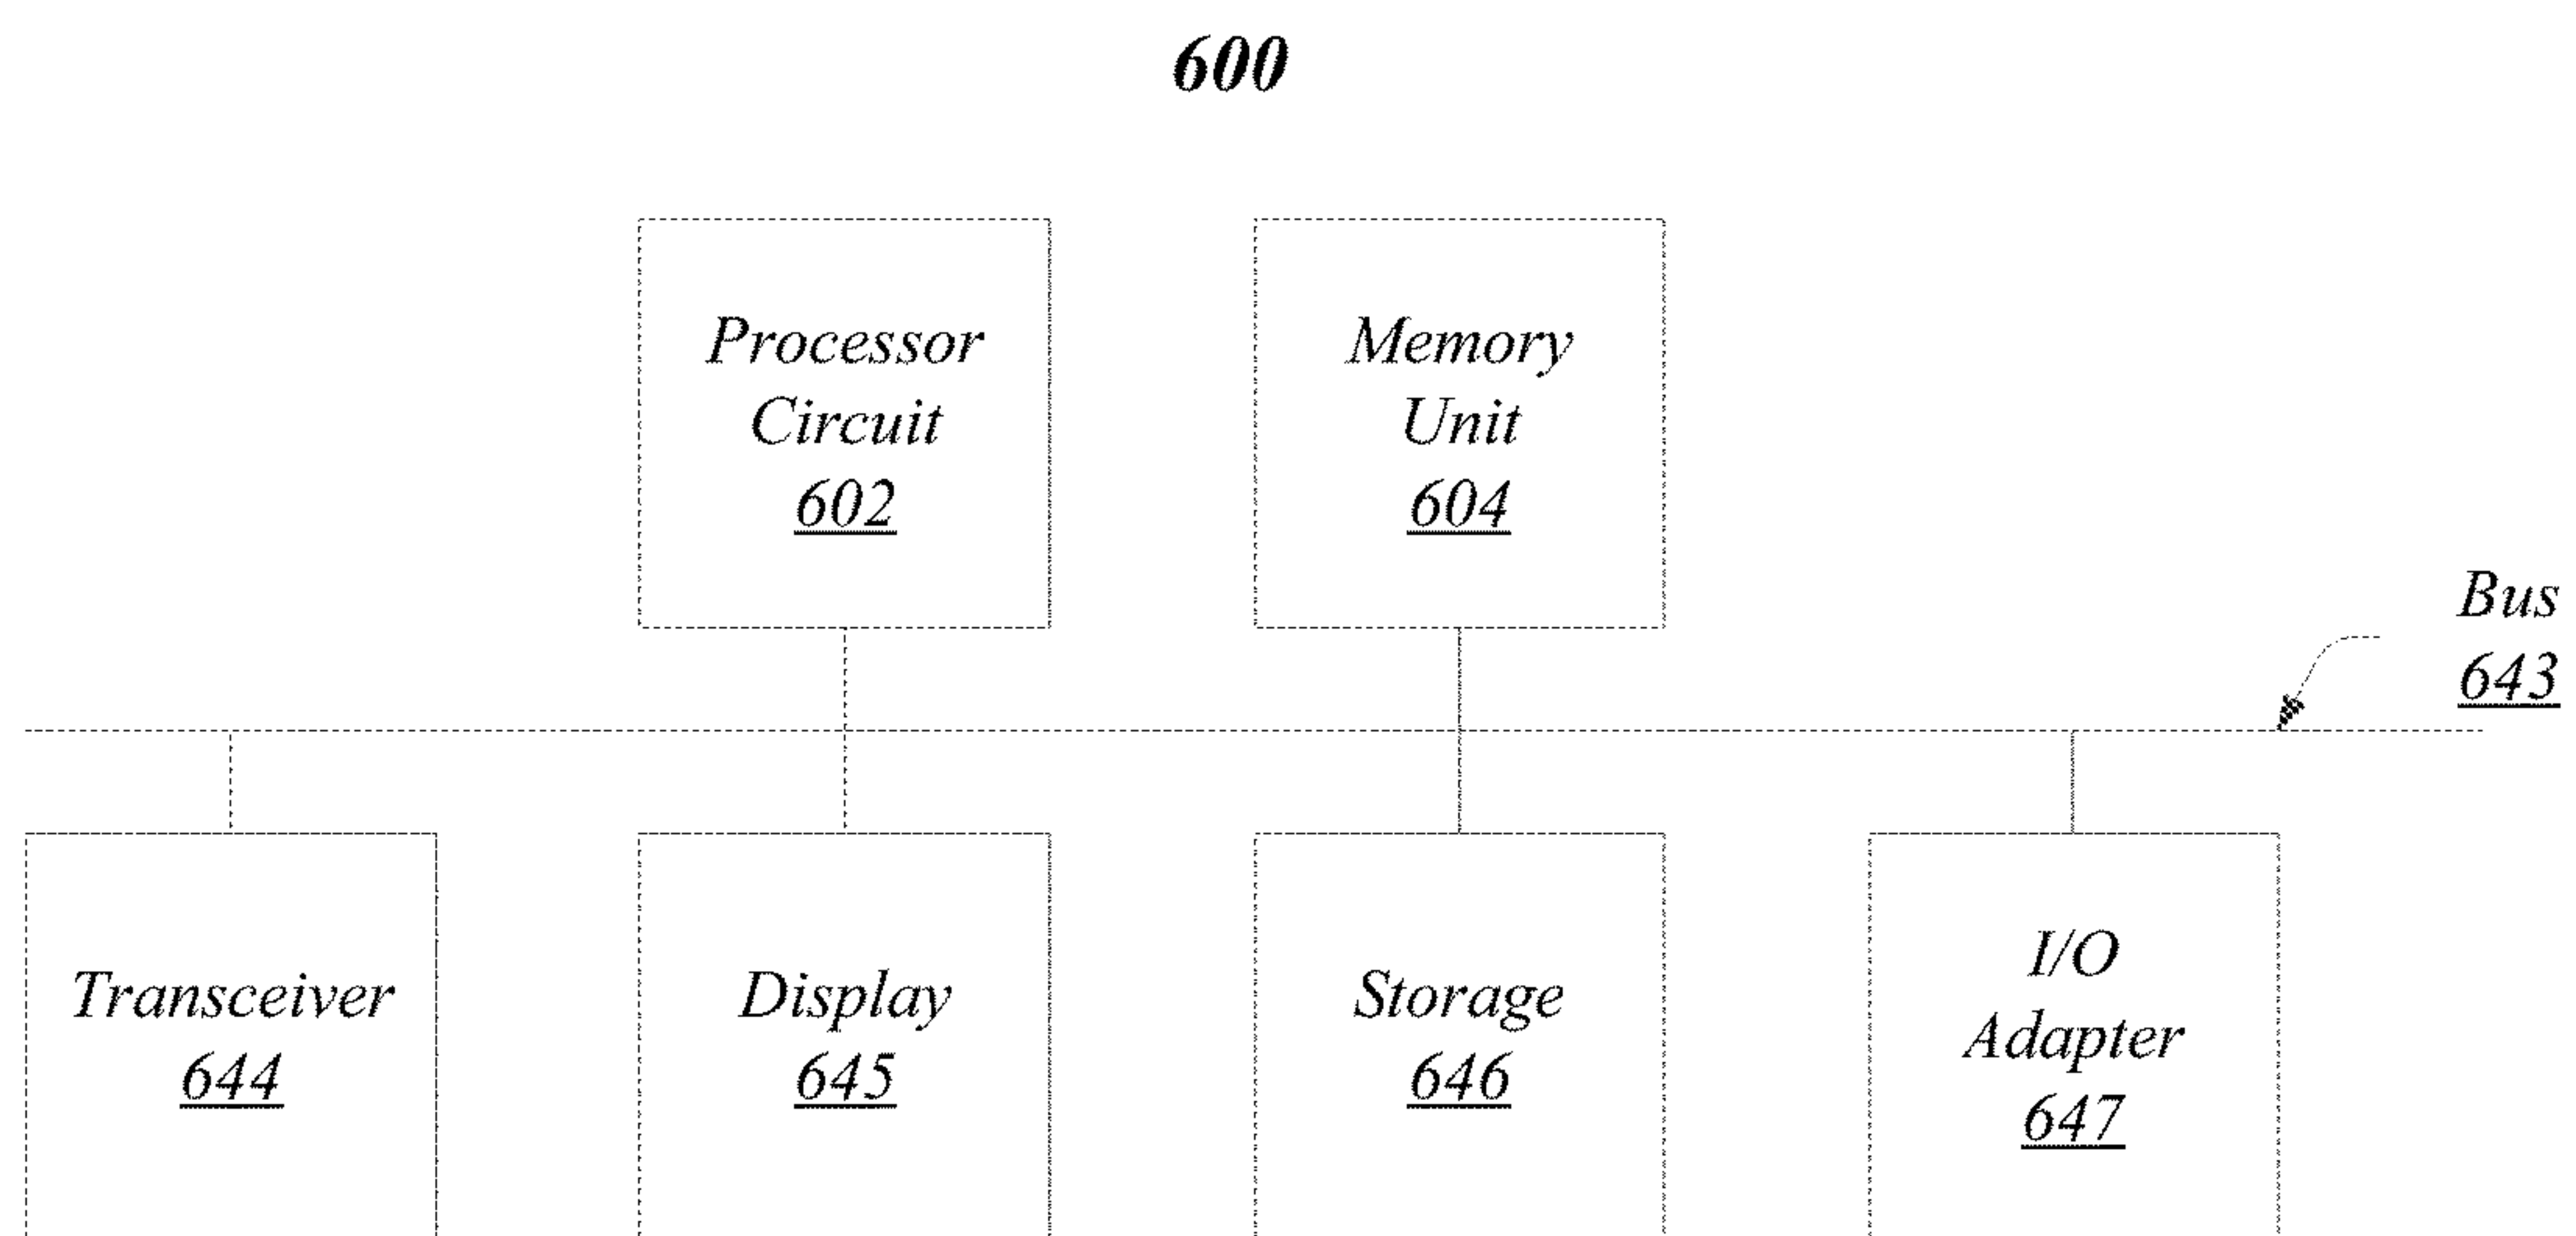 600
Processor
Circuit
602
Memory
Unit
604
Bus
643
Transceiver
644
Display
645
Storage
646
I/O
Adapter
647